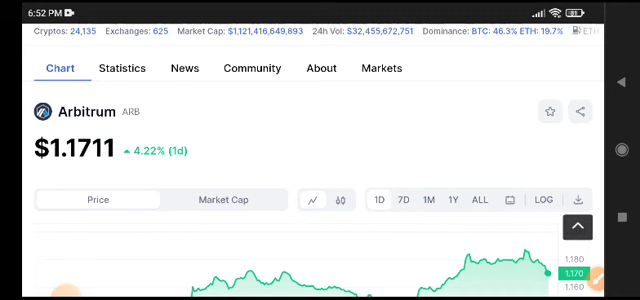 6:52 PM
81
Cryptos: 24,135 Exchanges: 625 Market Cap: $1,121,416,649,893 24h Vol: $32,455,672,751 Dominance: BTC: 46.3% ETH: 19.7% ETH
Chart Statistics News Community About Markets
Arbitrum ARB
$1.1711 4.22% (1d)
Price Market Cap 1D 7D 1M 1Y ALL LOG
1.180
1.170
1.160